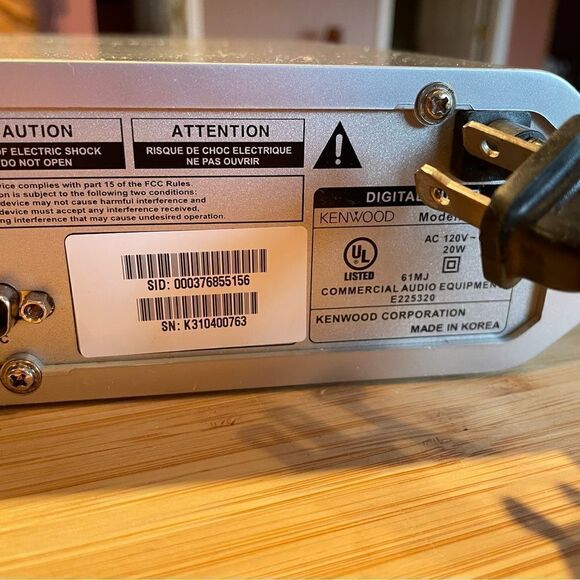 AUTION
OF ELECTRIC SHOCK
DO NOT OPEN
ATTENTION
RISQUE DE CHOC ELECTRIQUE
NE PAS OUVRIR
vice complies with part 15 of the FCC Rules.
on is subject to the following two conditions:
device may not cause harmful interference and
device must accept any interference received,
ng interference that may cause undesired operation.
SID: 000376855156
SN: K310400763
DIGITAL
KENWOOD Model
AC 120V~
20W
UL
LISTED
61MJ
COMMERCIAL AUDIO EQUIPMENT
E225320
KENWOOD CORPORATION
MADE IN KOREA